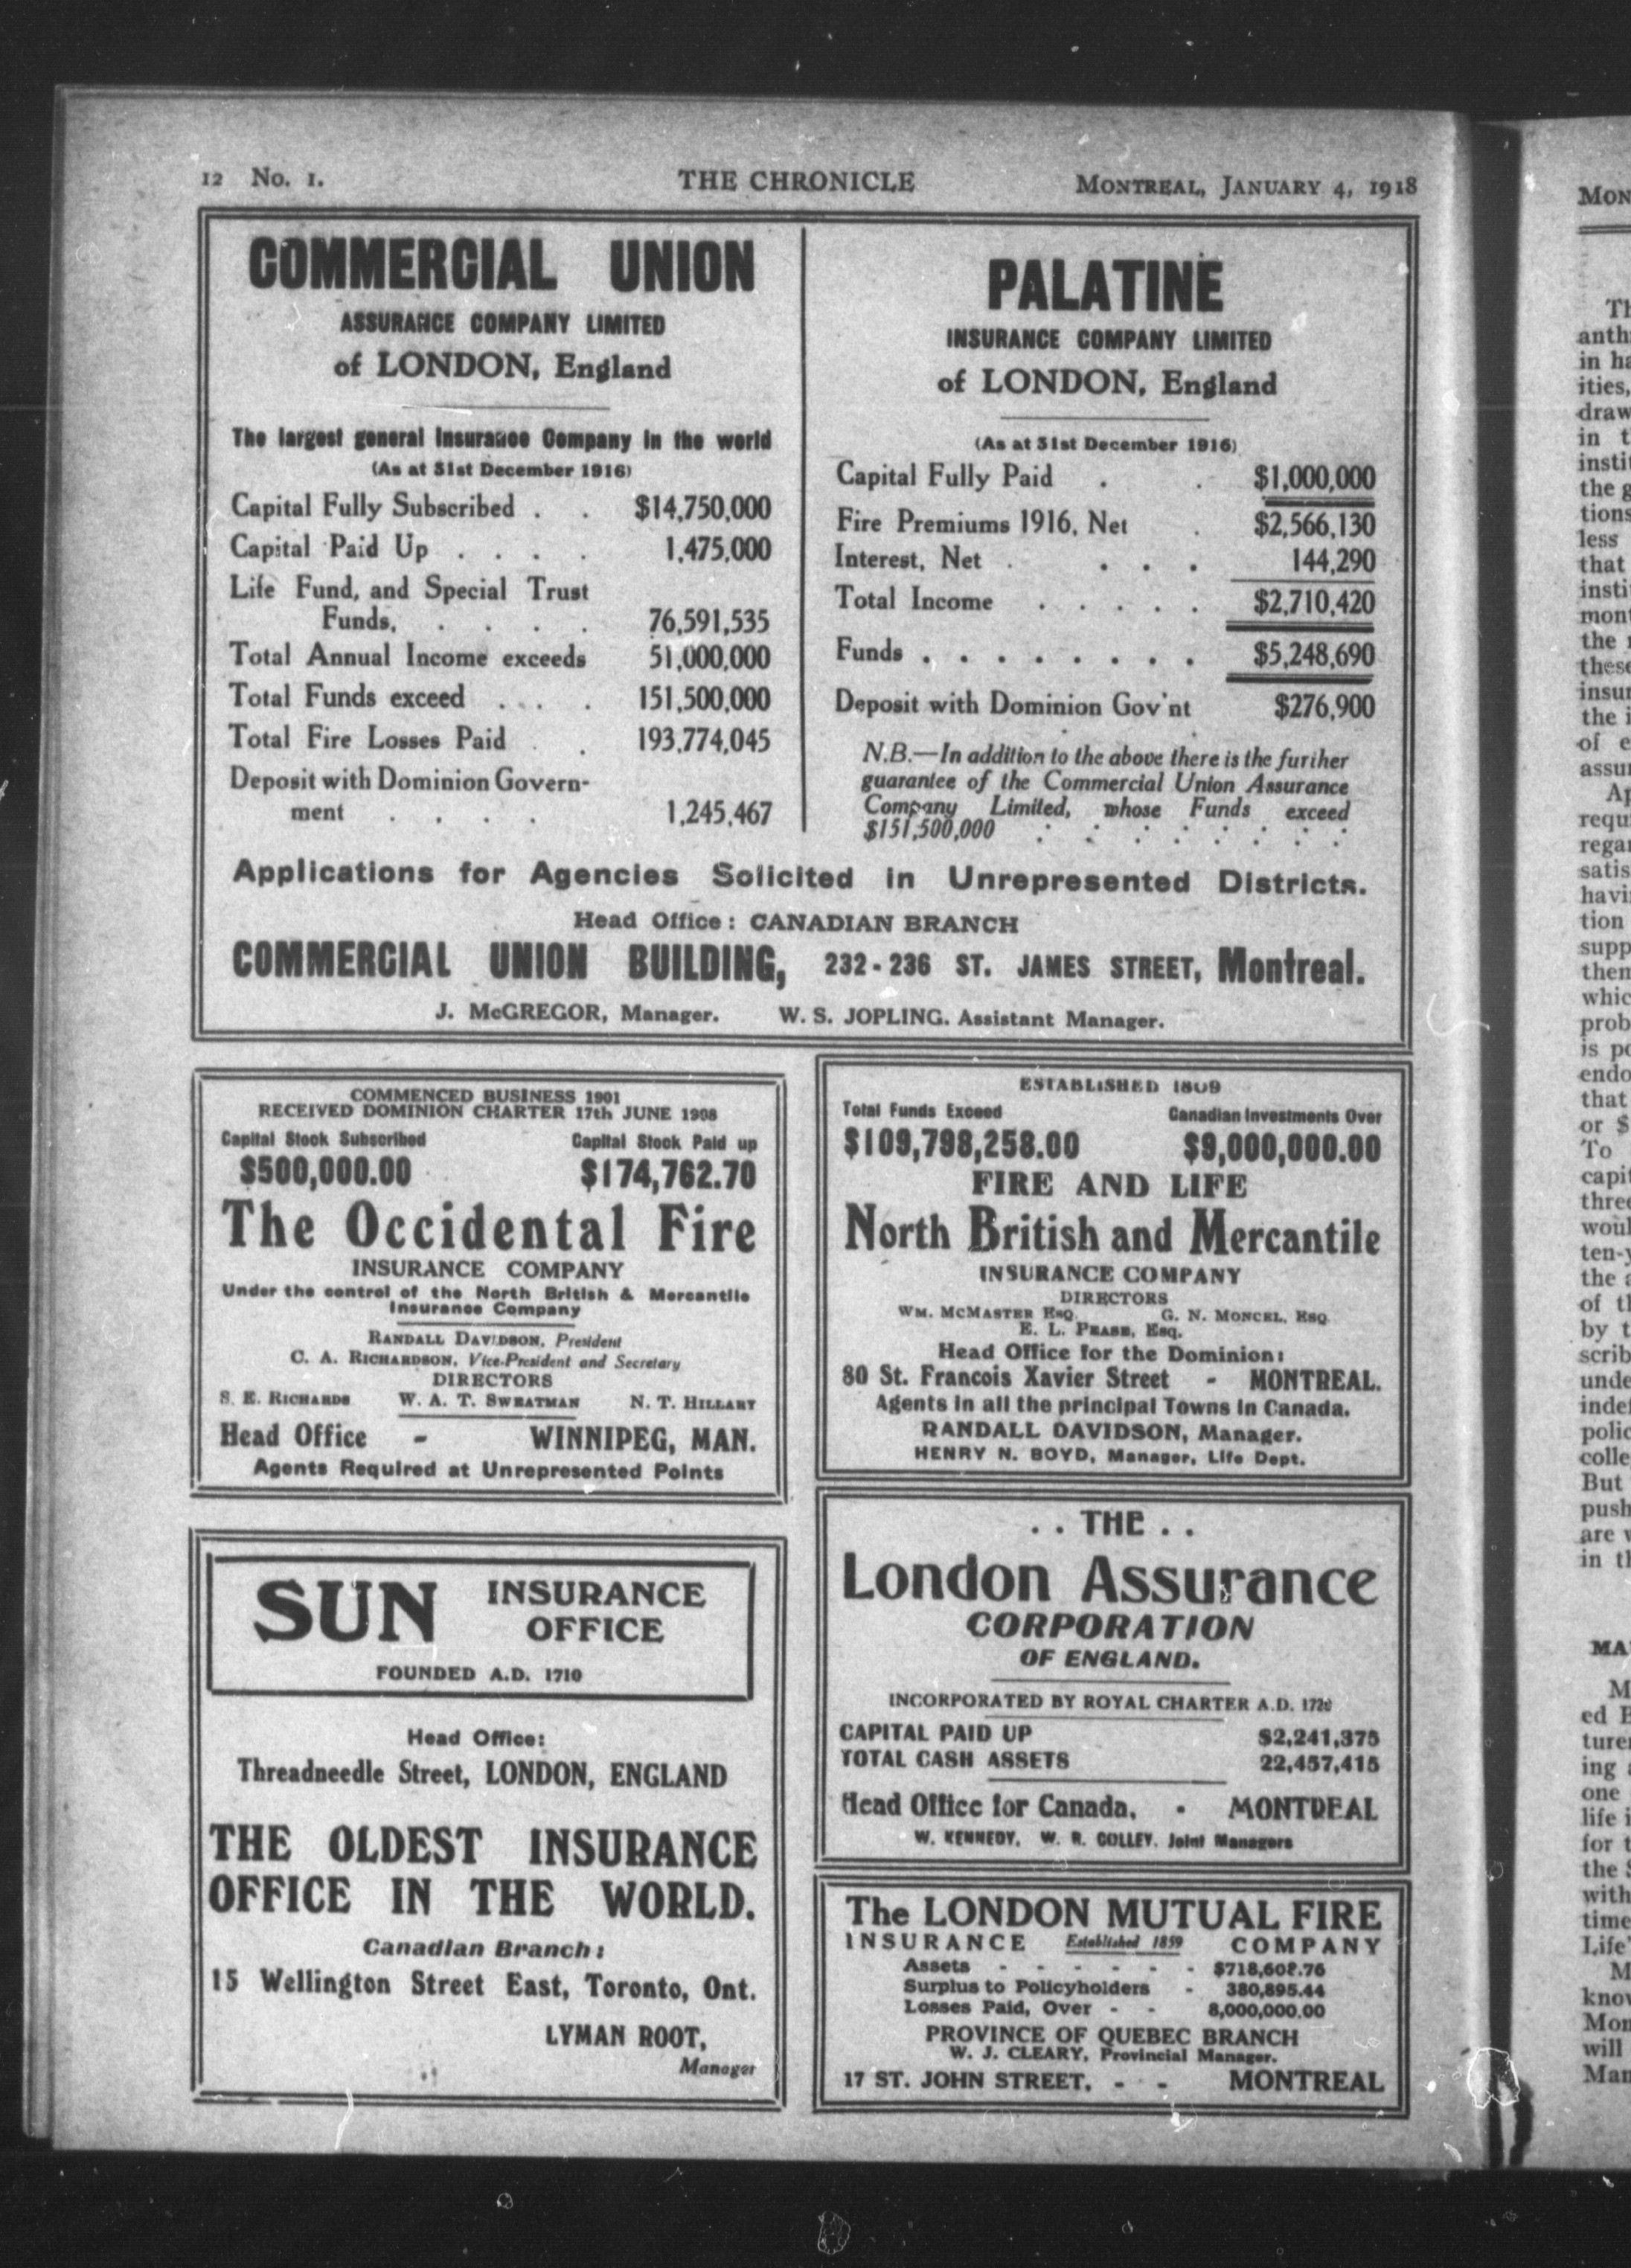 12 No. 1. THE CHRONICLE MONTREAL, JANUARY 4, 1918
COMMERCIAL UNION
ASSURANCE COMPANY LIMITED
of LONDON, England
The largest general Insurance Company in the world
(As at 31st December 1916)
Capital Fully Subscribed . . $14,750,000
Capital Paid Up . . . . 1,475,000
Life Fund, and Special Trust
Funds, . . . . 76,591,535
Total Annual Income exceeds 51,000,000
Total Funds exceed . . . . 151,500,000
Total Fire Losses Paid . . 193,774,045
Deposit with Dominion Govern-
ment . . . . 1,245,467
PALATINE
INSURANCE COMPANY LIMITED
of LONDON, England
(As at 31st December 1916)
Capital Fully Paid . . $1,000,000
Fire Premiums 1916, Net . $2,566,130
Interest, Net . . . . 144,290
Total Income . . . . . $2,710,420
Funds . . . . . . . . $5,248,690
Deposit with Dominion Gov'nt $276,900
N.B.—In addition to the above there is the further
guarantee of the Commercial Union Assurance
Company Limited, whose Funds exceed
$151,500,000 . . . . . . .
Applications for Agencies Solicited in Unrepresented Districts.
Head Office: CANADIAN BRANCH
COMMERCIAL UNION BUILDING, 232-236 ST. JAMES STREET, Montreal.
J. McGREGOR, Manager. W. S. JOPLING. Assistant Manager.
COMMENCED BUSINESS 1901
RECEIVED DOMINION CHARTER 17th JUNE 1908
Capital Stock Subscribed Capital Stock Paid up
$500,000.00 $174,762.70
The Occidental Fire
INSURANCE COMPANY
Under the control of the North British & Mercantile
Insurance Company
RANDALL DAVIDSON, President
C. A. RICHARDSON, Vice-President and Secretary
DIRECTORS
S. E. RICHARDS W. A. T. SWEATMAN N. T. HILLARY
Head Office - WINNIPEG, MAN.
Agents Required at Unrepresented Points
ESTABLISHED 1809
Total Funds Exceed Canadian Investments Over
$109,798,258.00 $9,000,000.00
FIRE AND LIFE
North British and Mercantile
INSURANCE COMPANY
DIRECTORS
WM. MCMASTER ESQ. G. N. MONCEL, ESQ
E. L. PEASE, Esq.
Head Office for the Dominion:
80 St. Francois Xavier Street - MONTREAL.
Agents in all the principal Towns in Canada.
RANDALL DAVIDSON, Manager.
HENRY N. BOYD, Manager, Life Dept.
SUN INSURANCE
OFFICE
FOUNDED A.D. 1710
Head Office:
Threadneedle Street, LONDON, ENGLAND
THE OLDEST INSURANCE
OFFICE IN THE WORLD.
Canadian Branch:
15 Wellington Street East, Toronto, Ont.
LYMAN ROOT,
Manager
. . THE . .
London Assurance
CORPORATION
OF ENGLAND.
INCORPORATED BY ROYAL CHARTER A.D. 1720
CAPITAL PAID UP $2,241,375
TOTAL CASH ASSETS 22,457,415
Head Office for Canada, - MONTREAL
W. KENNEDY, W. R. COLLEY, Joint Managers
The LONDON MUTUAL FIRE
INSURANCE Established 1859 COMPANY
Assets - - - - - - $718,608.76
Surplus to Policyholders - 380,895.44
Losses Paid, Over - - 8,000,000.00
PROVINCE OF QUEBEC BRANCH
W. J. CLEARY, Provincial Manager.
17 ST. JOHN STREET, - - MONTREAL